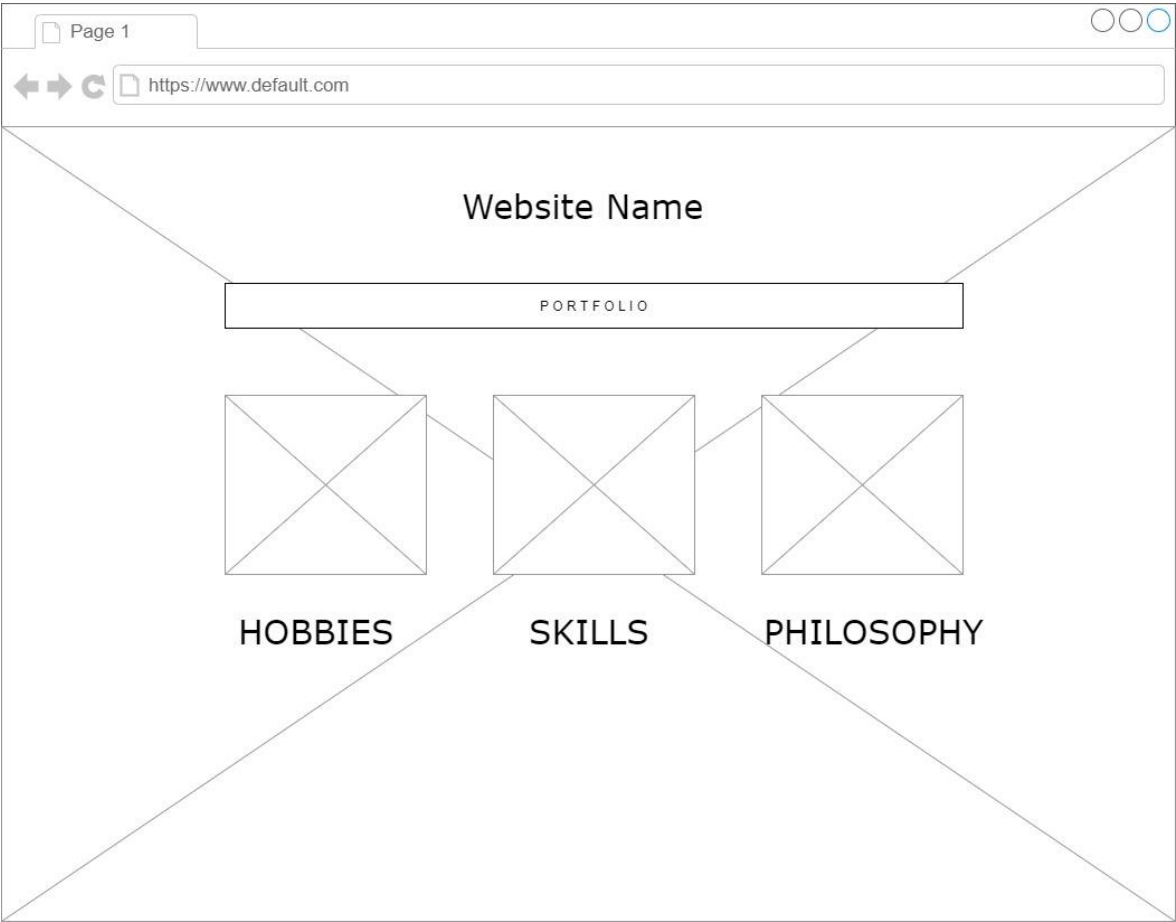 Page 1
https://www.default.com
Website Name
PORTFOLIO
HOBBIES SKILLS PHILOSOPHY